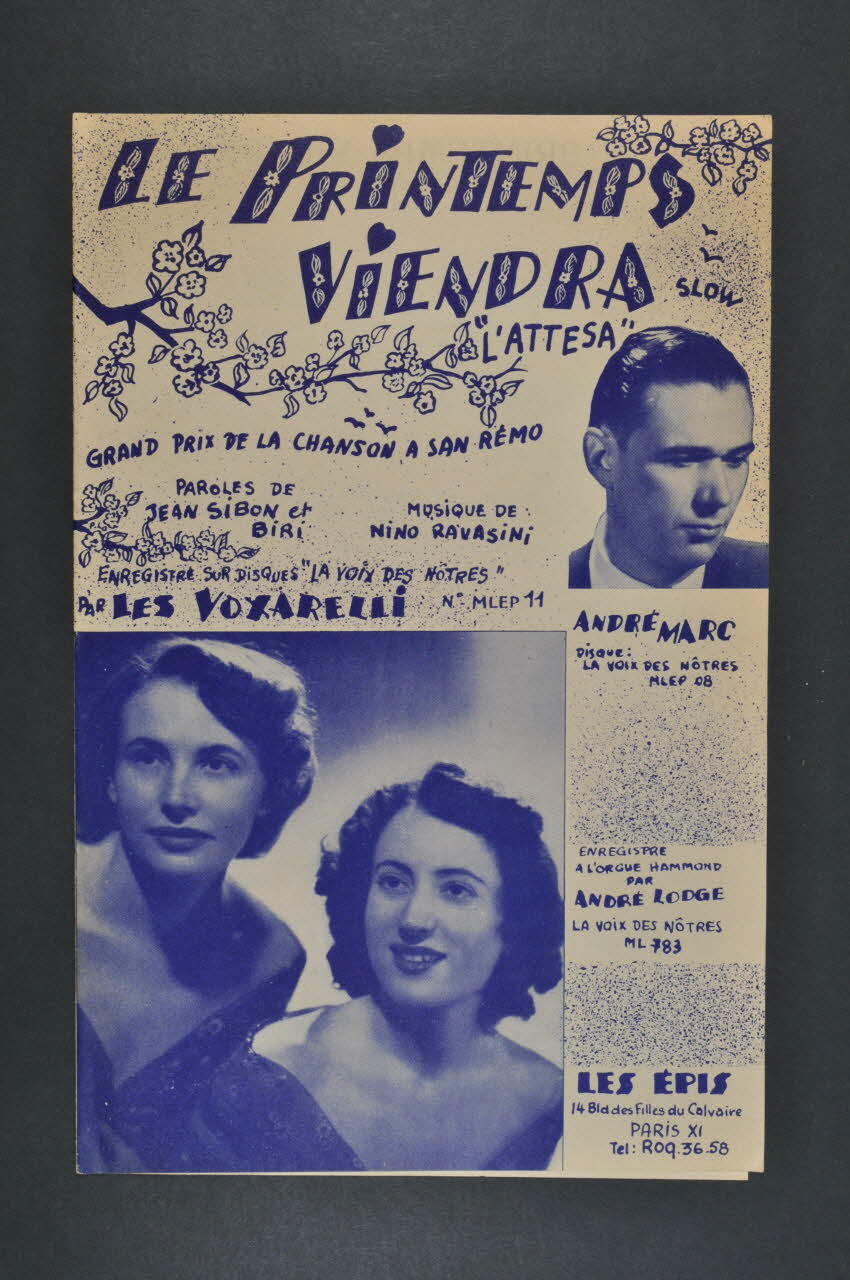 LE PRINTEMPS
VIENDRA
SLOW
"L'ATTESA"
GRAND PRIX DE LA CHANSON A SAN RÉMO
PAROLES DE
JEAN SIBON et
BIRI
MUSIQUE DE:
NINO RAVASINI
ENREGISTRÉ SUR DISQUES "LA VOIX DES NÔTRES"
PAR LES VOXARELLI N° MLEP 11
ANDRÉ MARC
DISQUE:
LA VOIX DES NÔTRES
MLEP 08
ENREGISTRE
A L'ORGUE HAMMOND
PAR
ANDRÉ LODGE
LA VOIX DES NÔTRES
ML 783
LES ÉPIS
14 Bld des Filles du Calvaire
PARIS XI
Tel: ROQ.36.58